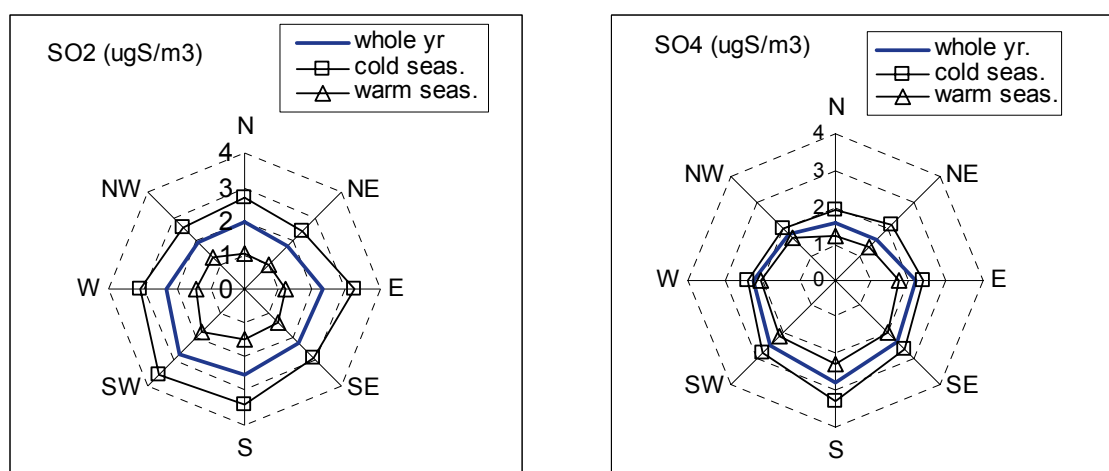 SO2 (ugS/m3)
whole yr
cold seas.
warm seas.
N
NE
E
SE
S
SW
W
NW
4
3
2
1
0
SO4 (ugS/m3)
whole yr.
cold seas.
warm seas.
N
NE
E
SE
S
SW
W
NW
4
3
2
1
0